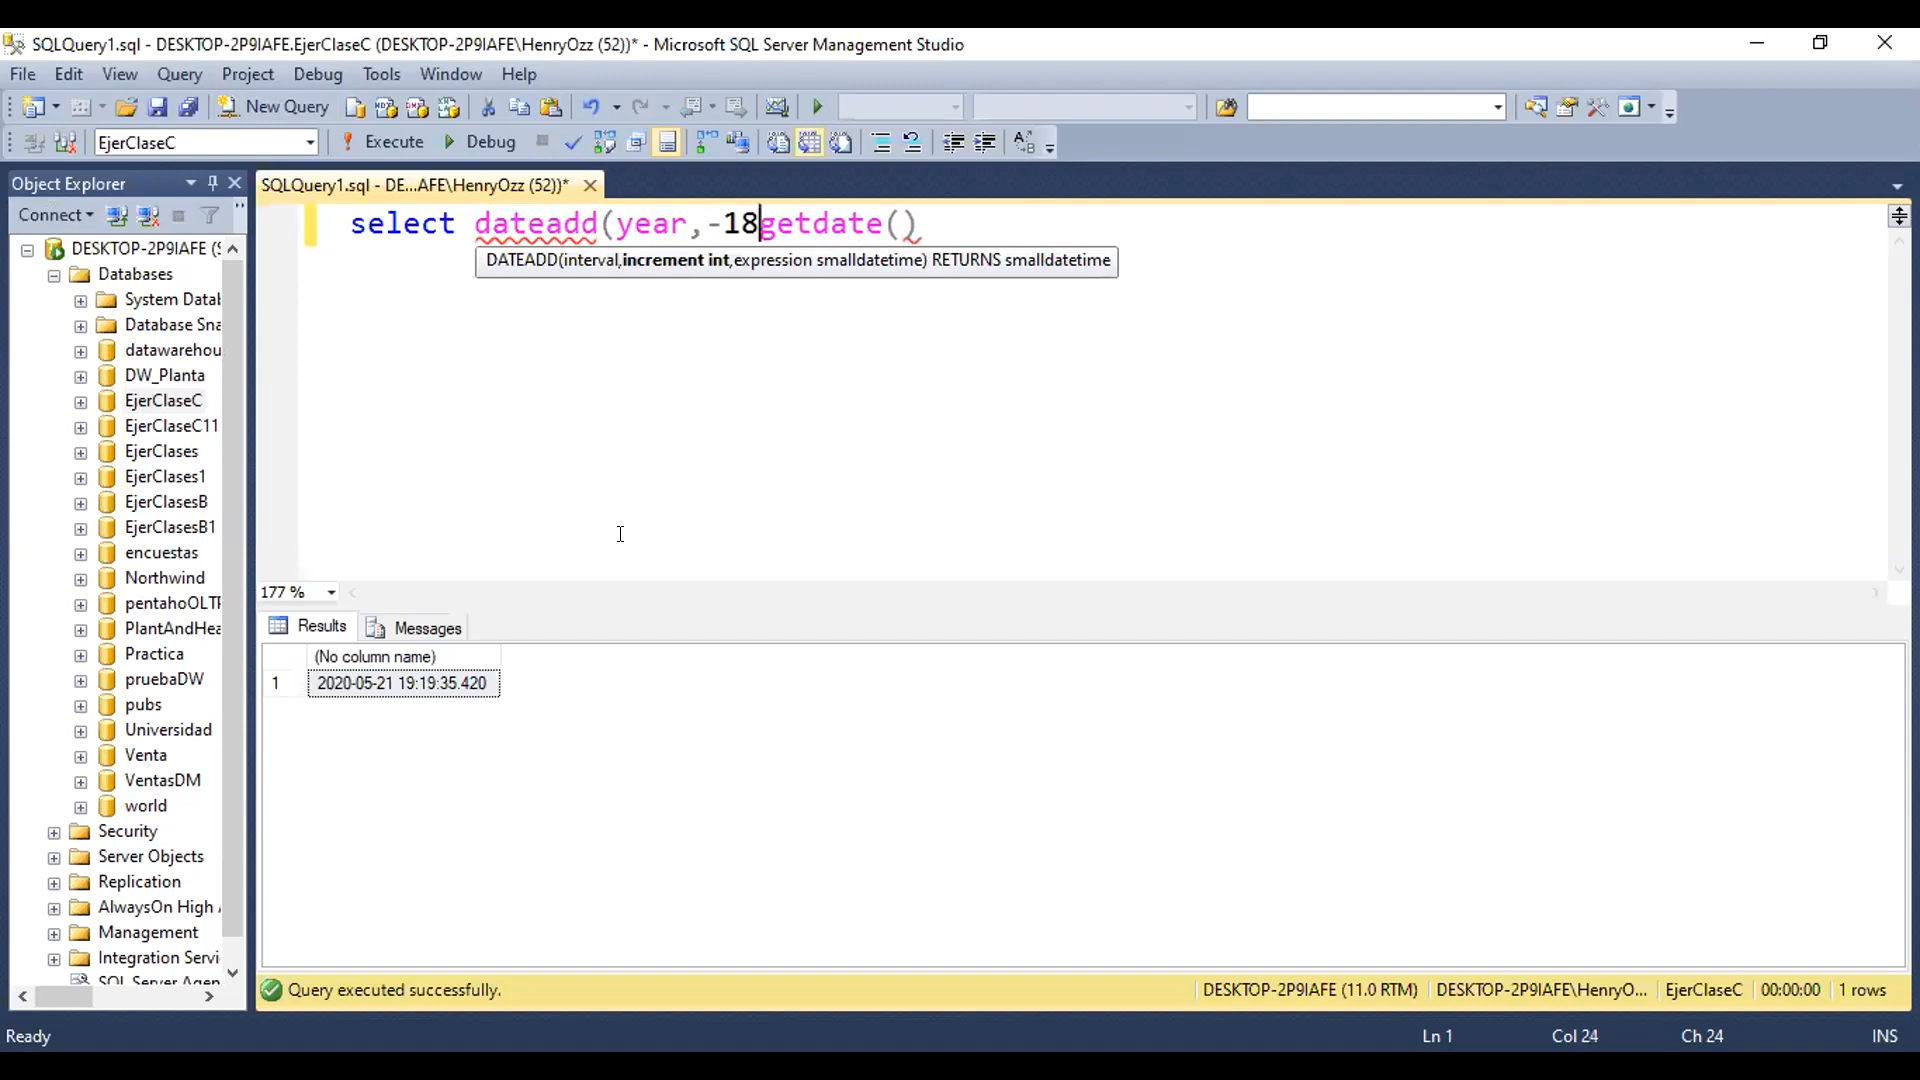 SQLQuery1.sql - DESKTOP-2P9IAFE.EjerClaseC (DESKTOP-2P9IAFE\HenryOzz (52))* - Microsoft SQL Server Management Studio
File Edit View Query Project Debug Tools Window Help
New Query
EjerClaseC Execute Debug
Object Explorer
SQLQuery1.sql - DE...AFE\HenryOzz (52))*
Connect
select dateadd(year,-18getdate()
DATEADD(interval,increment int,expression smalldatetime) RETURNS smalldatetime
DESKTOP-2P9IAFE (S
Databases
System Datal
Database Sna
datawarehou
DW_Planta
EjerClaseC
EjerClaseC11
EjerClases
EjerClases1
EjerClasesB
EjerClasesB1
encuestas
Northwind
pentahoOLTP
PlantAndHea
Practica
pruebaDW
pubs
Universidad
Venta
VentasDM
world
Security
Server Objects
Replication
AlwaysOn High
Management
Integration Servi
SQL Server Agen
177 %
Results Messages
(No column name)
1 2020-05-21 19:19:35.420
Query executed successfully. DESKTOP-2P9IAFE (11.0 RTM) DESKTOP-2P9IAFE\HenryO... EjerClaseC 00:00:00 1 rows
Ready Ln 1 Col 24 Ch 24 INS